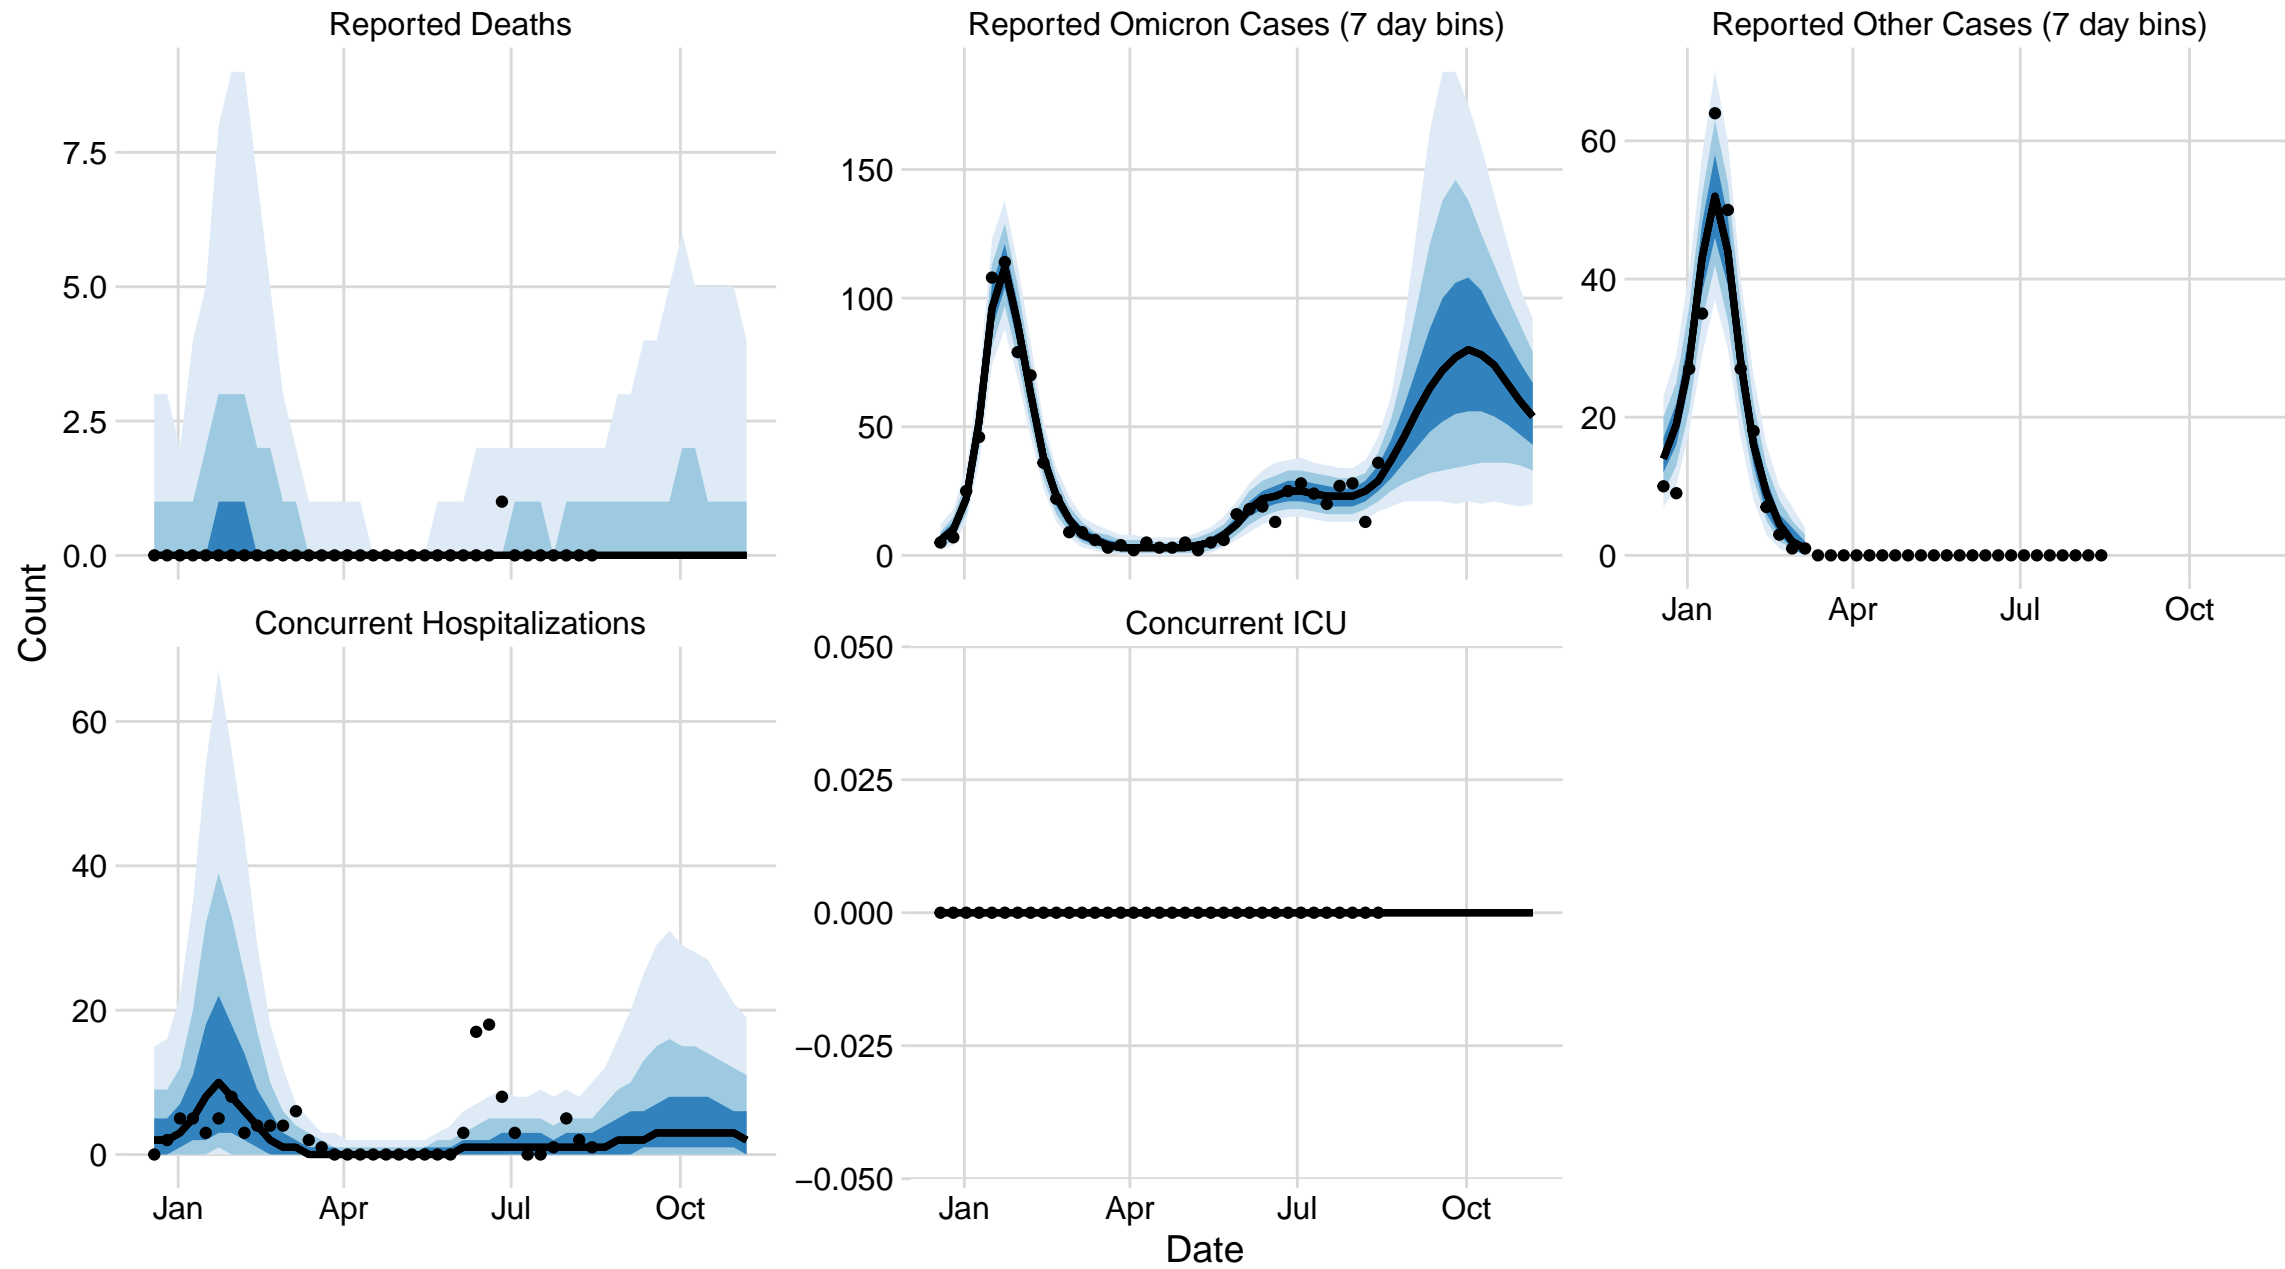 Reported Deaths
Reported Omicron Cases (7 day bins)
Reported Other Cases (7 day bins)
7.5
5.0
2.5
0.0
150
100
50
0
60
40
20
0
Jan Apr Jul Oct
Count
Concurrent Hospitalizations
Concurrent ICU
60
40
20
0
Jan Apr Jul Oct
0.050
0.025
0.000
−0.025
−0.050
Jan Apr Jul Oct
Date